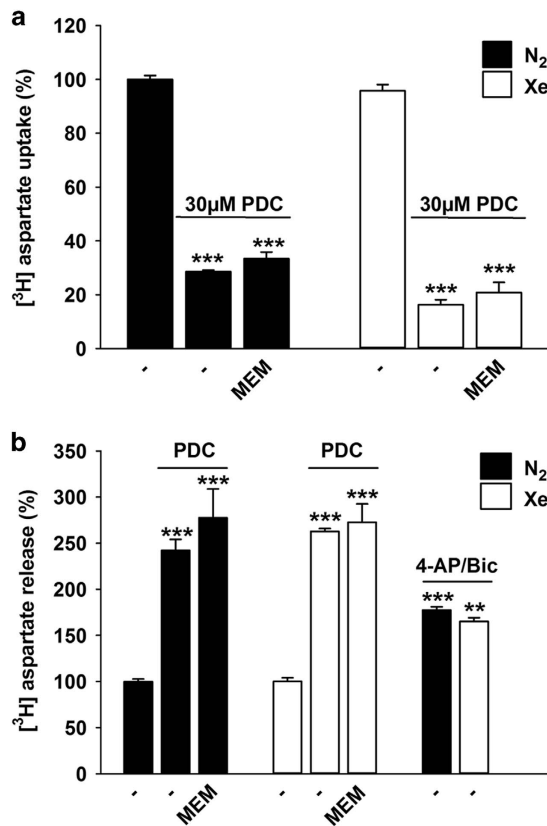 a
[³H] aspartate uptake (%)
120
100
80
60
40
20
0
N₂
Xe
30µM PDC
30µM PDC
***
***
***
***
-
-
MEM
-
-
MEM
b
[³H] aspartate release (%)
350
300
250
200
150
100
50
0
N₂
Xe
PDC
PDC
4-AP/Bic
***
***
***
***
***
**
-
-
MEM
-
-
MEM
-
-